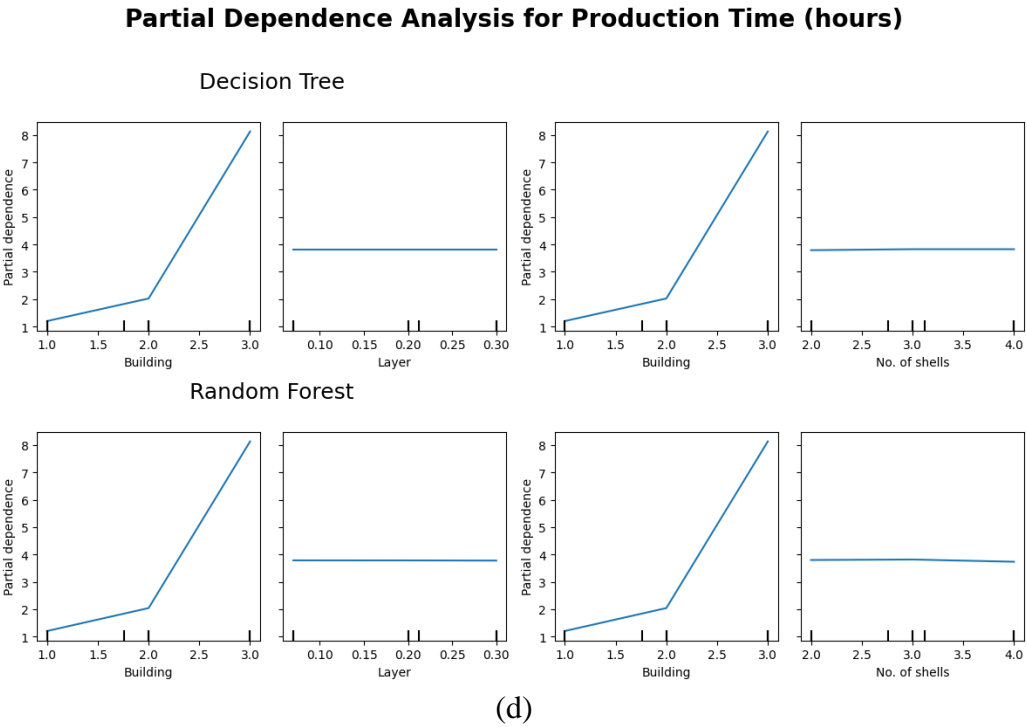 Partial Dependence Analysis for Production Time (hours)
Decision Tree
Partial dependence
8
7
6
5
4
3
2
1
1.0 1.5 2.0 2.5 3.0
Building
0.10 0.15 0.20 0.25 0.30
Layer
Partial dependence
8
7
6
5
4
3
2
1
1.0 1.5 2.0 2.5 3.0
Building
2.0 2.5 3.0 3.5 4.0
No. of shells
Random Forest
Partial dependence
8
7
6
5
4
3
2
1
1.0 1.5 2.0 2.5 3.0
Building
0.10 0.15 0.20 0.25 0.30
Layer
Partial dependence
8
7
6
5
4
3
2
1
1.0 1.5 2.0 2.5 3.0
Building
2.0 2.5 3.0 3.5 4.0
No. of shells
(d)